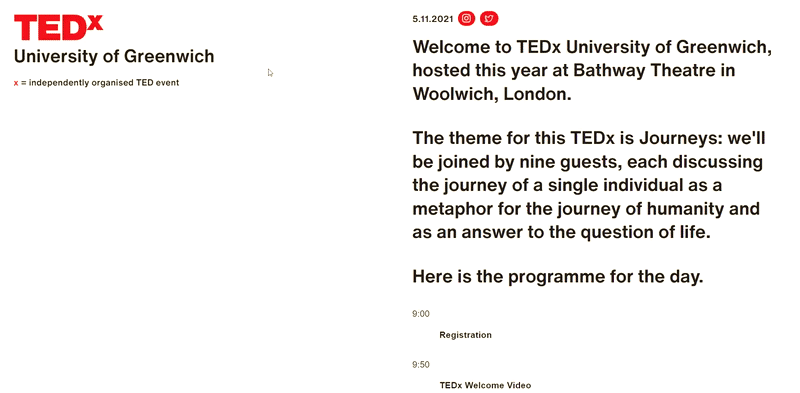 TEDx
University of Greenwich
x = independently organised TED event
5.11.2021
Welcome to TEDx University of Greenwich,
hosted this year at Bathway Theatre in
Woolwich, London.
The theme for this TEDx is Journeys: we'll
be joined by nine guests, each discussing
the journey of a single individual as a
metaphor for the journey of humanity and
as an answer to the question of life.
Here is the programme for the day.
9:00
Registration
9:50
TEDx Welcome Video